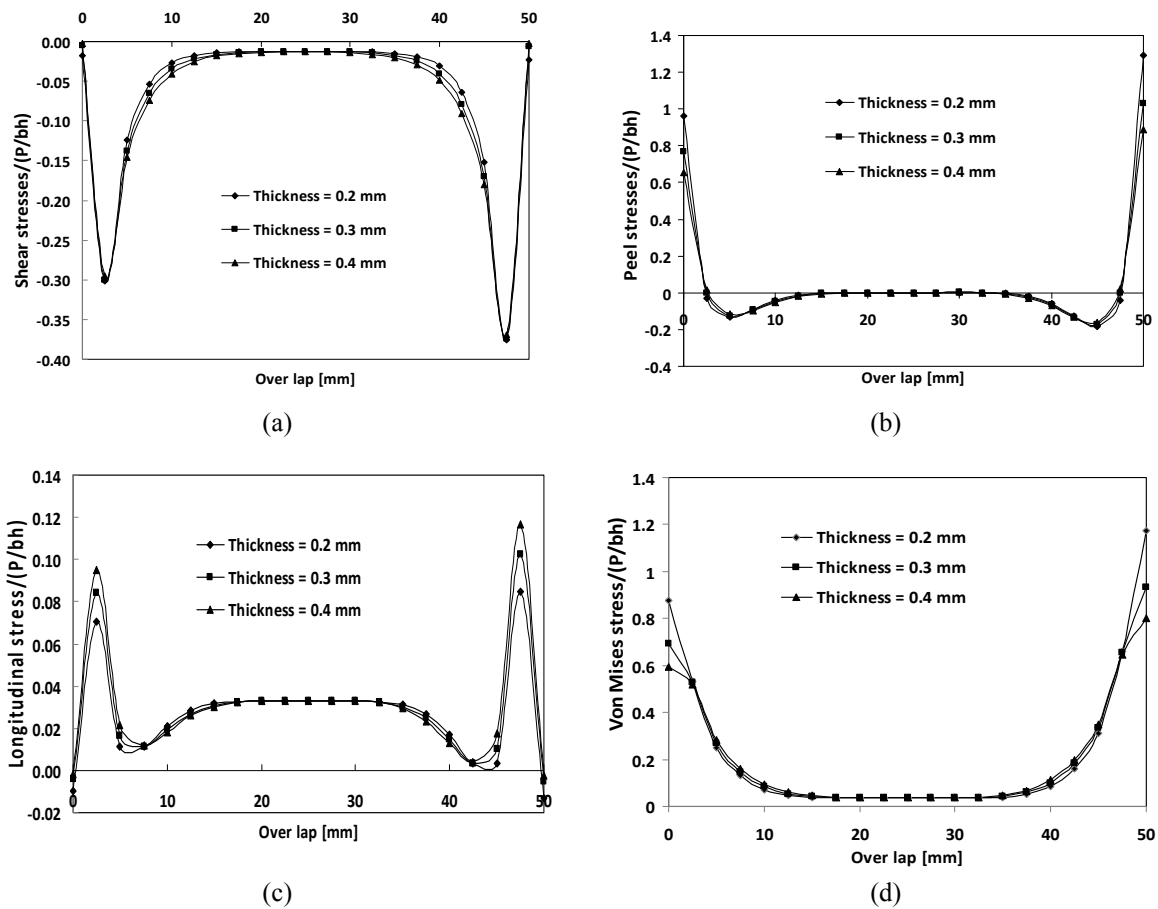 0 10 20 30 40 50
0.00
-0.05
-0.10
-0.15
-0.20
-0.25
-0.30
-0.35
-0.40
Shear stresses/(P/bh)
Thickness = 0.2 mm
Thickness = 0.3 mm
Thickness = 0.4 mm
Over lap [mm]
(a)
1.4
1.2
1
0.8
0.6
0.4
0.2
0
-0.2
-0.4
Peel stresses/(P/bh)
Thickness = 0.2 mm
Thickness = 0.3 mm
Thickness = 0.4 mm
0 10 20 30 40 50
Over lap [mm]
(b)
0.14
0.12
0.10
0.08
0.06
0.04
0.02
0.00
-0.02
Longitudinal stress/(P/bh)
Thickness = 0.2 mm
Thickness = 0.3 mm
Thickness = 0.4 mm
0 10 20 30 40 50
Over lap [mm]
(c)
1.4
1.2
1
0.8
0.6
0.4
0.2
0
Von Mises stress/(P/bh)
Thickness = 0.2 mm
Thickness = 0.3 mm
Thickness = 0.4 mm
0 10 20 30 40 50
Over lap [mm]
(d)